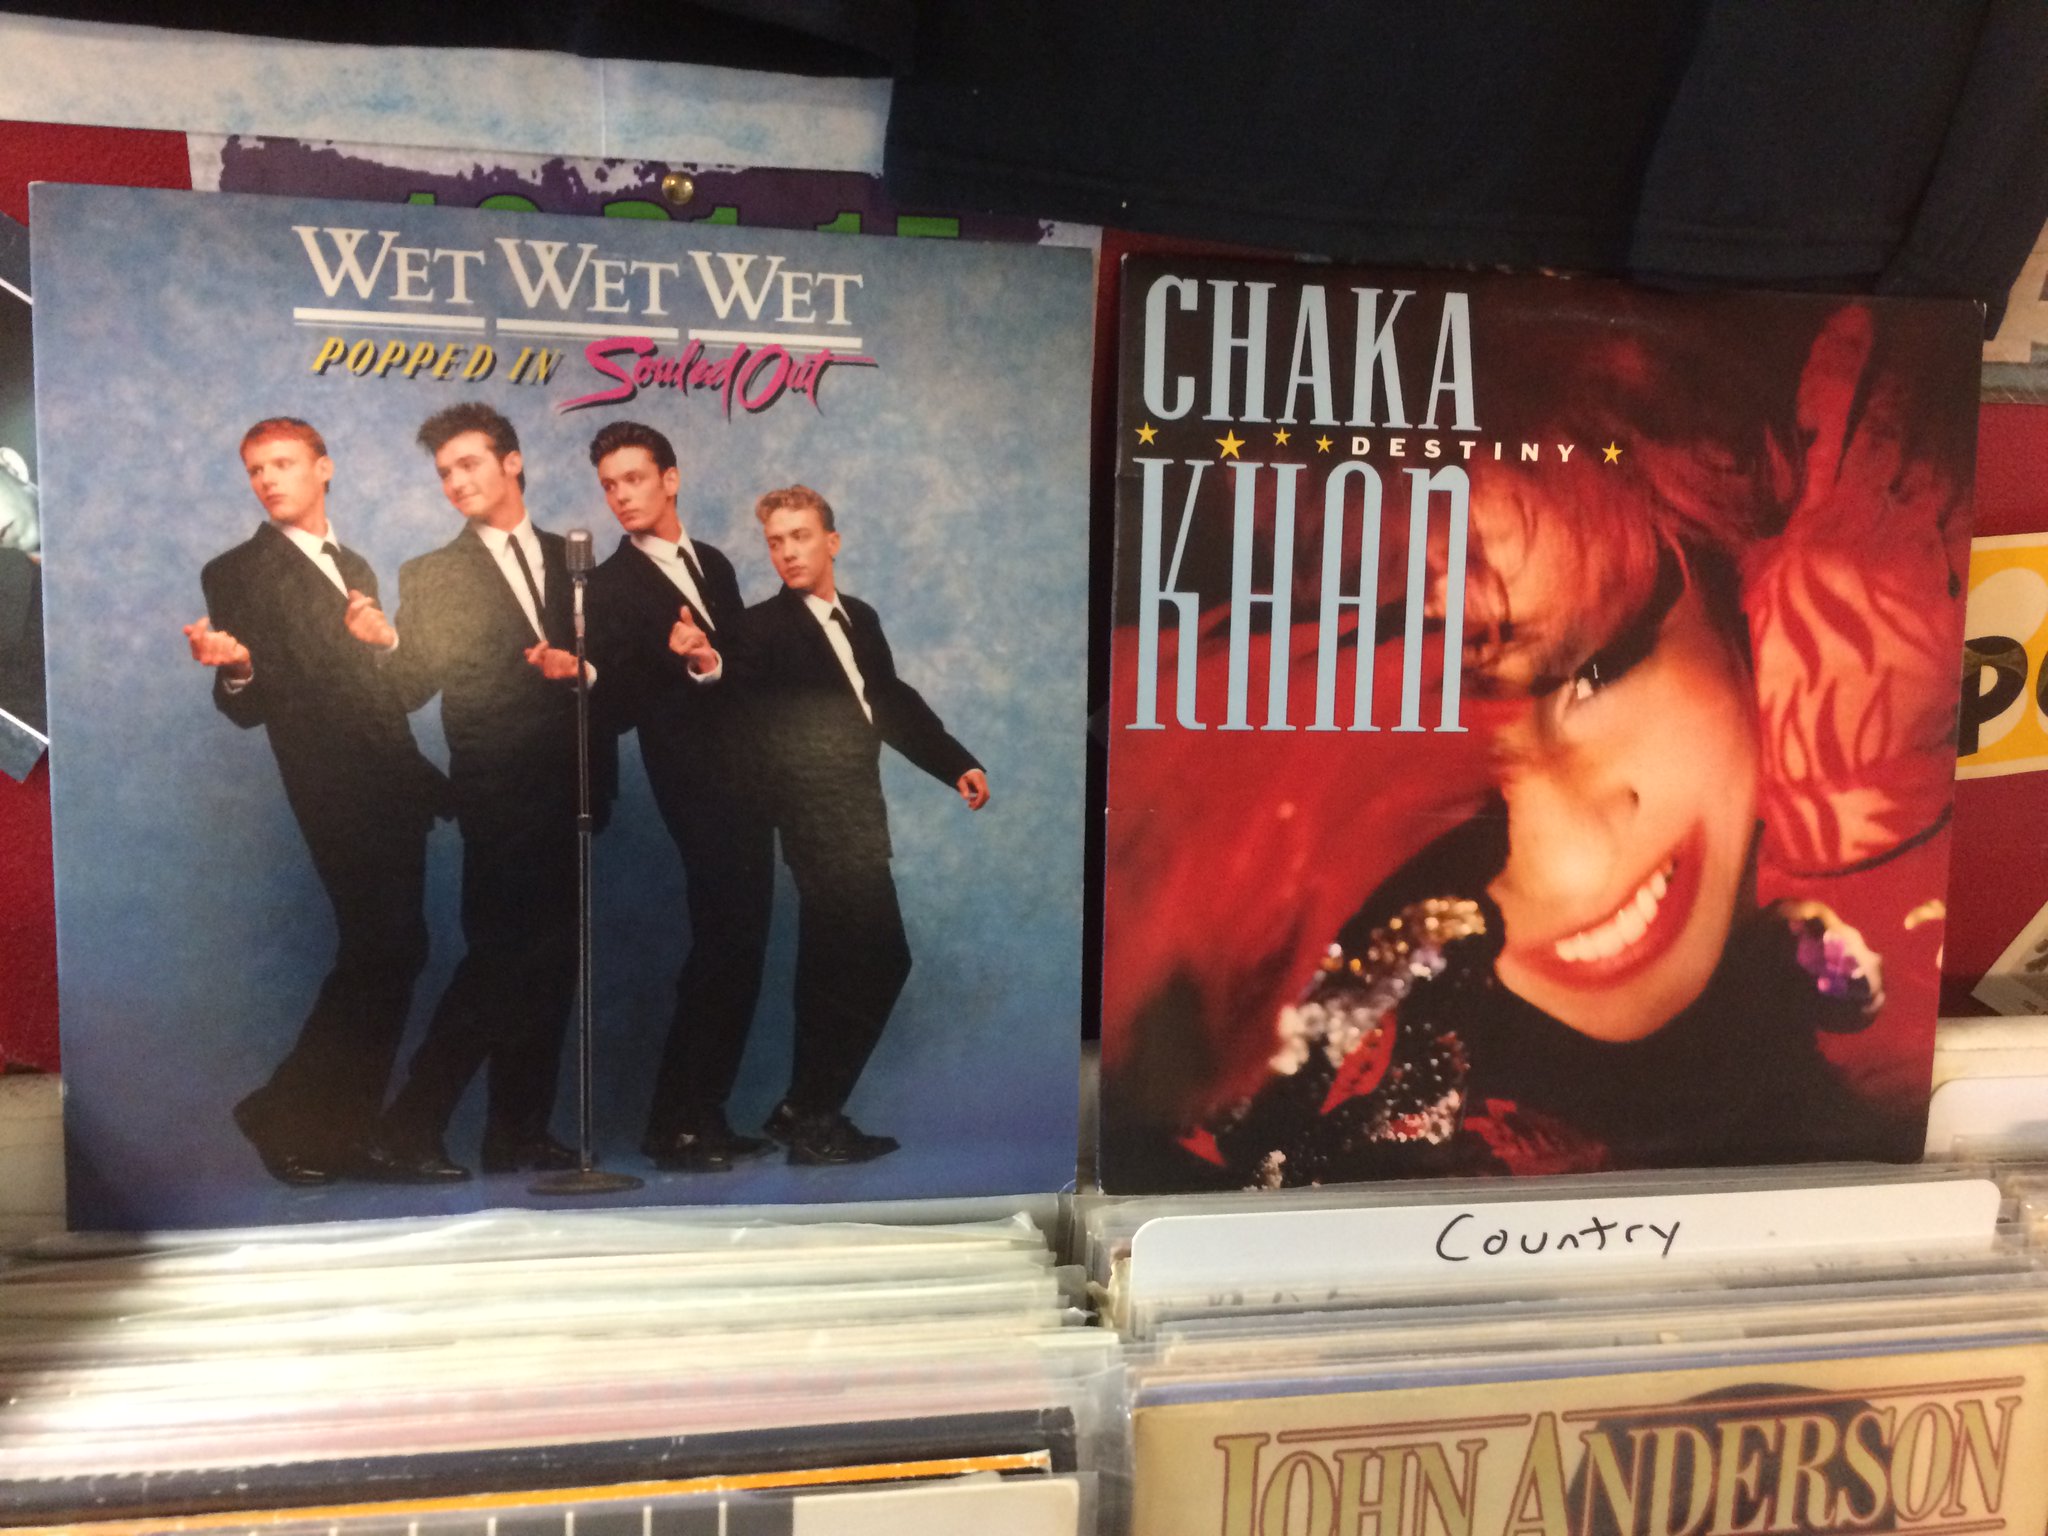 WET WET WET
POPPED IN Souled Out
CHAKA
DESTINY
KHAN
Country
JOHN ANDERSON